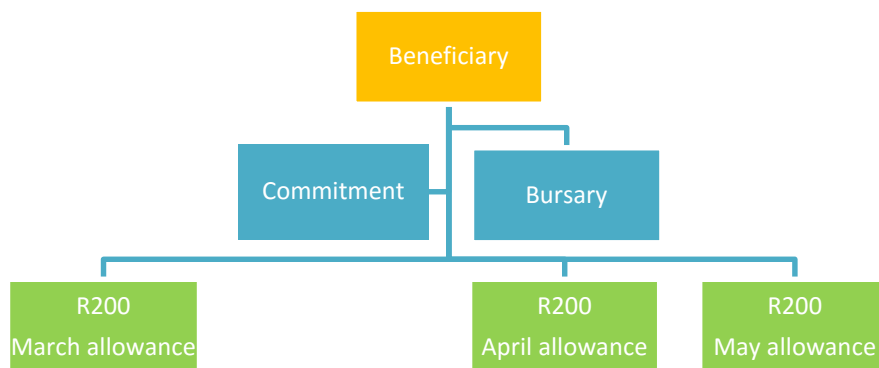 Beneficiary
Commitment
Bursary
R200
March allowance
R200
April allowance
R200
May allowance